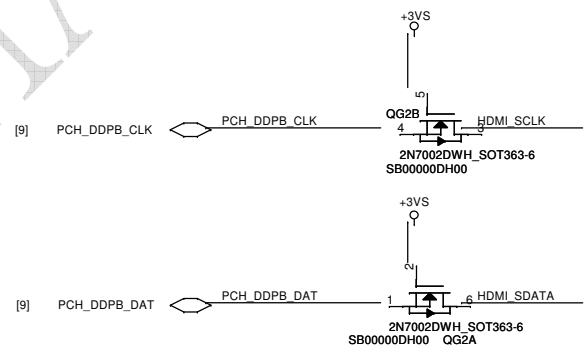 +3VS
5
QG2B
[9] PCH_DDPB_CLK PCH_DDPB_CLK 4 3 HDMI_SCLK
2N7002DWH_SOT363-6
SB00000DH00
+3VS
2
[9] PCH_DDPB_DAT PCH_DDPB_DAT 1 6 HDMI_SDATA
2N7002DWH_SOT363-6
SB00000DH00 QG2A